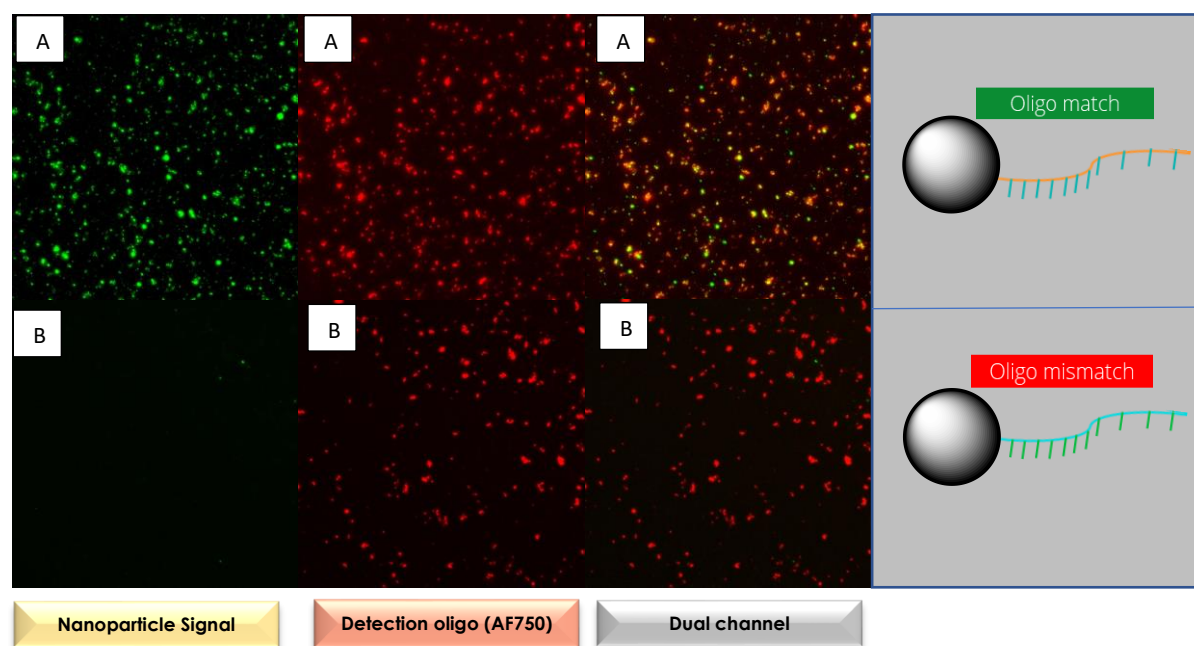 A
A
A
Oligo match
B
B
B
Oligo mismatch
Nanoparticle Signal
Detection oligo (AF750)
Dual channel